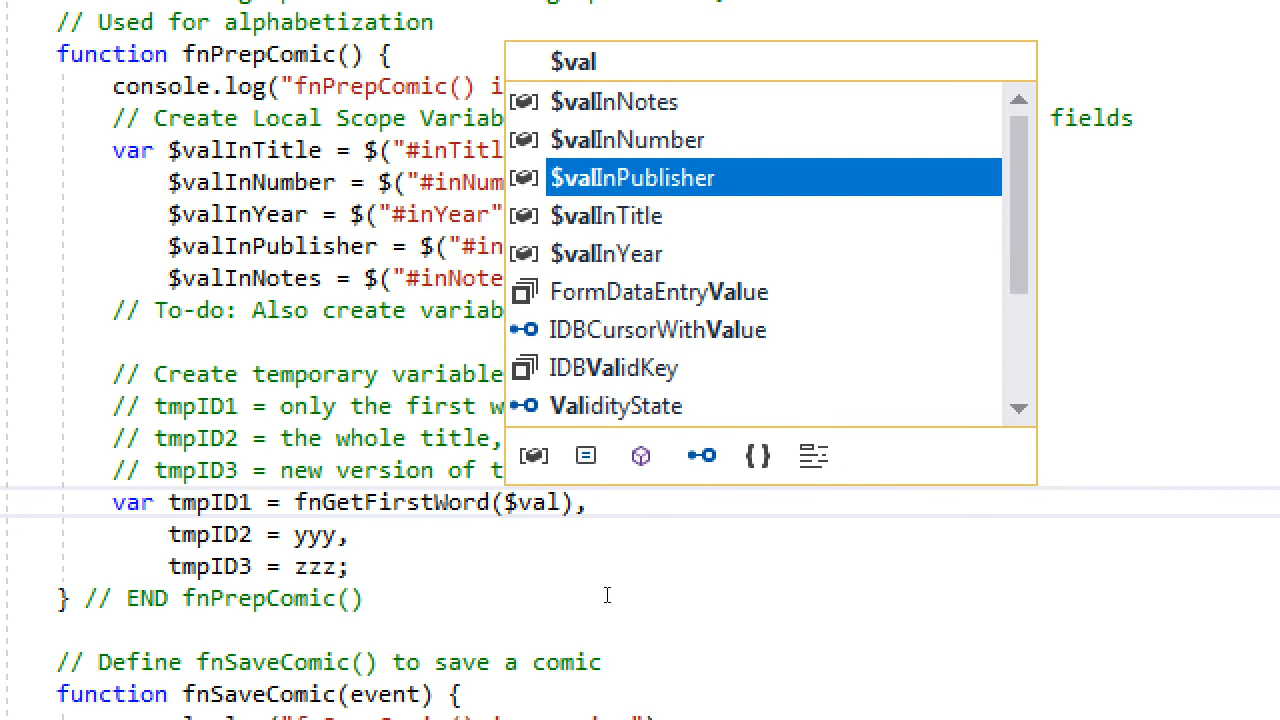 // Used for alphabetization
function fnPrepComic() {
console.log("fnPrepComic() i
// Create Local Scope Variab fields
var $valInTitle = $("#inTitl
$valInNumber = $("#inNum
$valInYear = $("#inYear"
$valInPublisher = $("#in
$valInNotes = $("#inNote
// To-do: Also create variab
// Create temporary variable
// tmpID1 = only the first w
// tmpID2 = the whole title,
// tmpID3 = new version of t
var tmpID1 = fnGetFirstWord($val),
tmpID2 = yyy,
tmpID3 = zzz;
} // END fnPrepComic()
// Define fnSaveComic() to save a comic
function fnSaveComic(event) {
$val
$valInNotes
$valInNumber
$valInPublisher
$valInTitle
$valInYear
FormDataEntryValue
IDBCursorWithValue
IDBValidKey
ValidityState